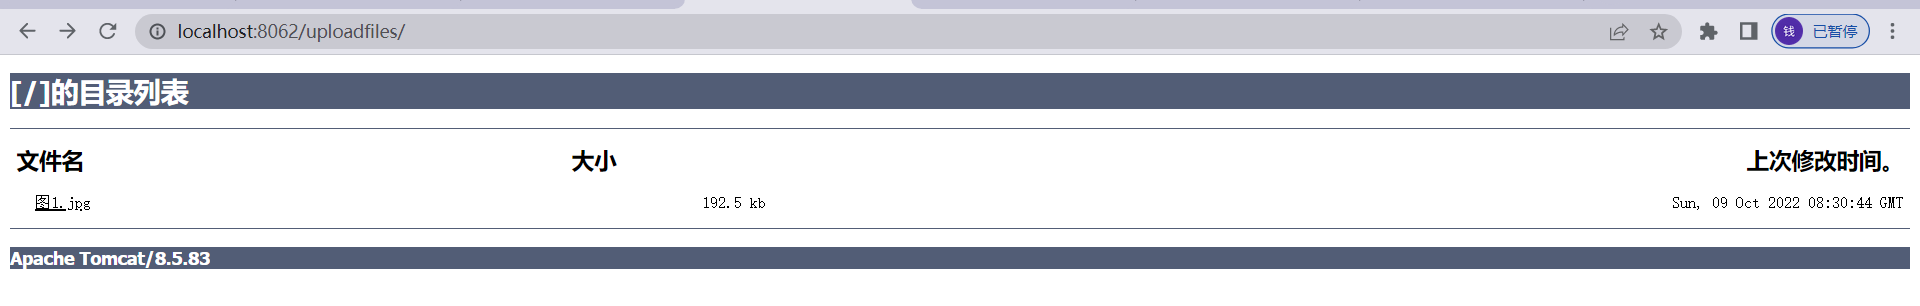 localhost:8062/uploadfiles/
钱 已暂停
[/]的目录列表
文件名 大小 上次修改时间。
图1.jpg 192.5 kb Sun, 09 Oct 2022 08:30:44 GMT
Apache Tomcat/8.5.83